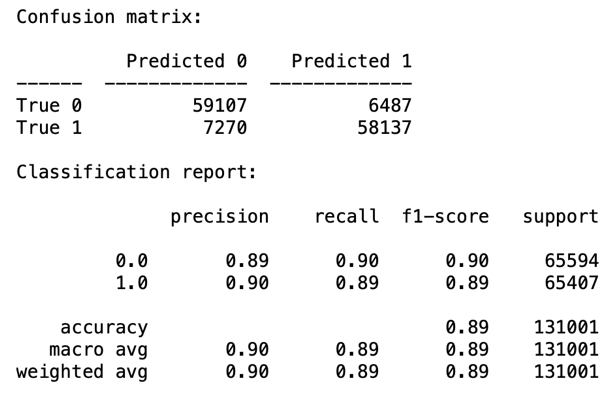 Confusion matrix:
Predicted 0 Predicted 1
------ ------------- -------------
True 0 59107 6487
True 1 7270 58137
Classification report:
precision recall f1-score support
0.0 0.89 0.90 0.90 65594
1.0 0.90 0.89 0.89 65407
accuracy 0.89 131001
macro avg 0.90 0.89 0.89 131001
weighted avg 0.90 0.89 0.89 131001